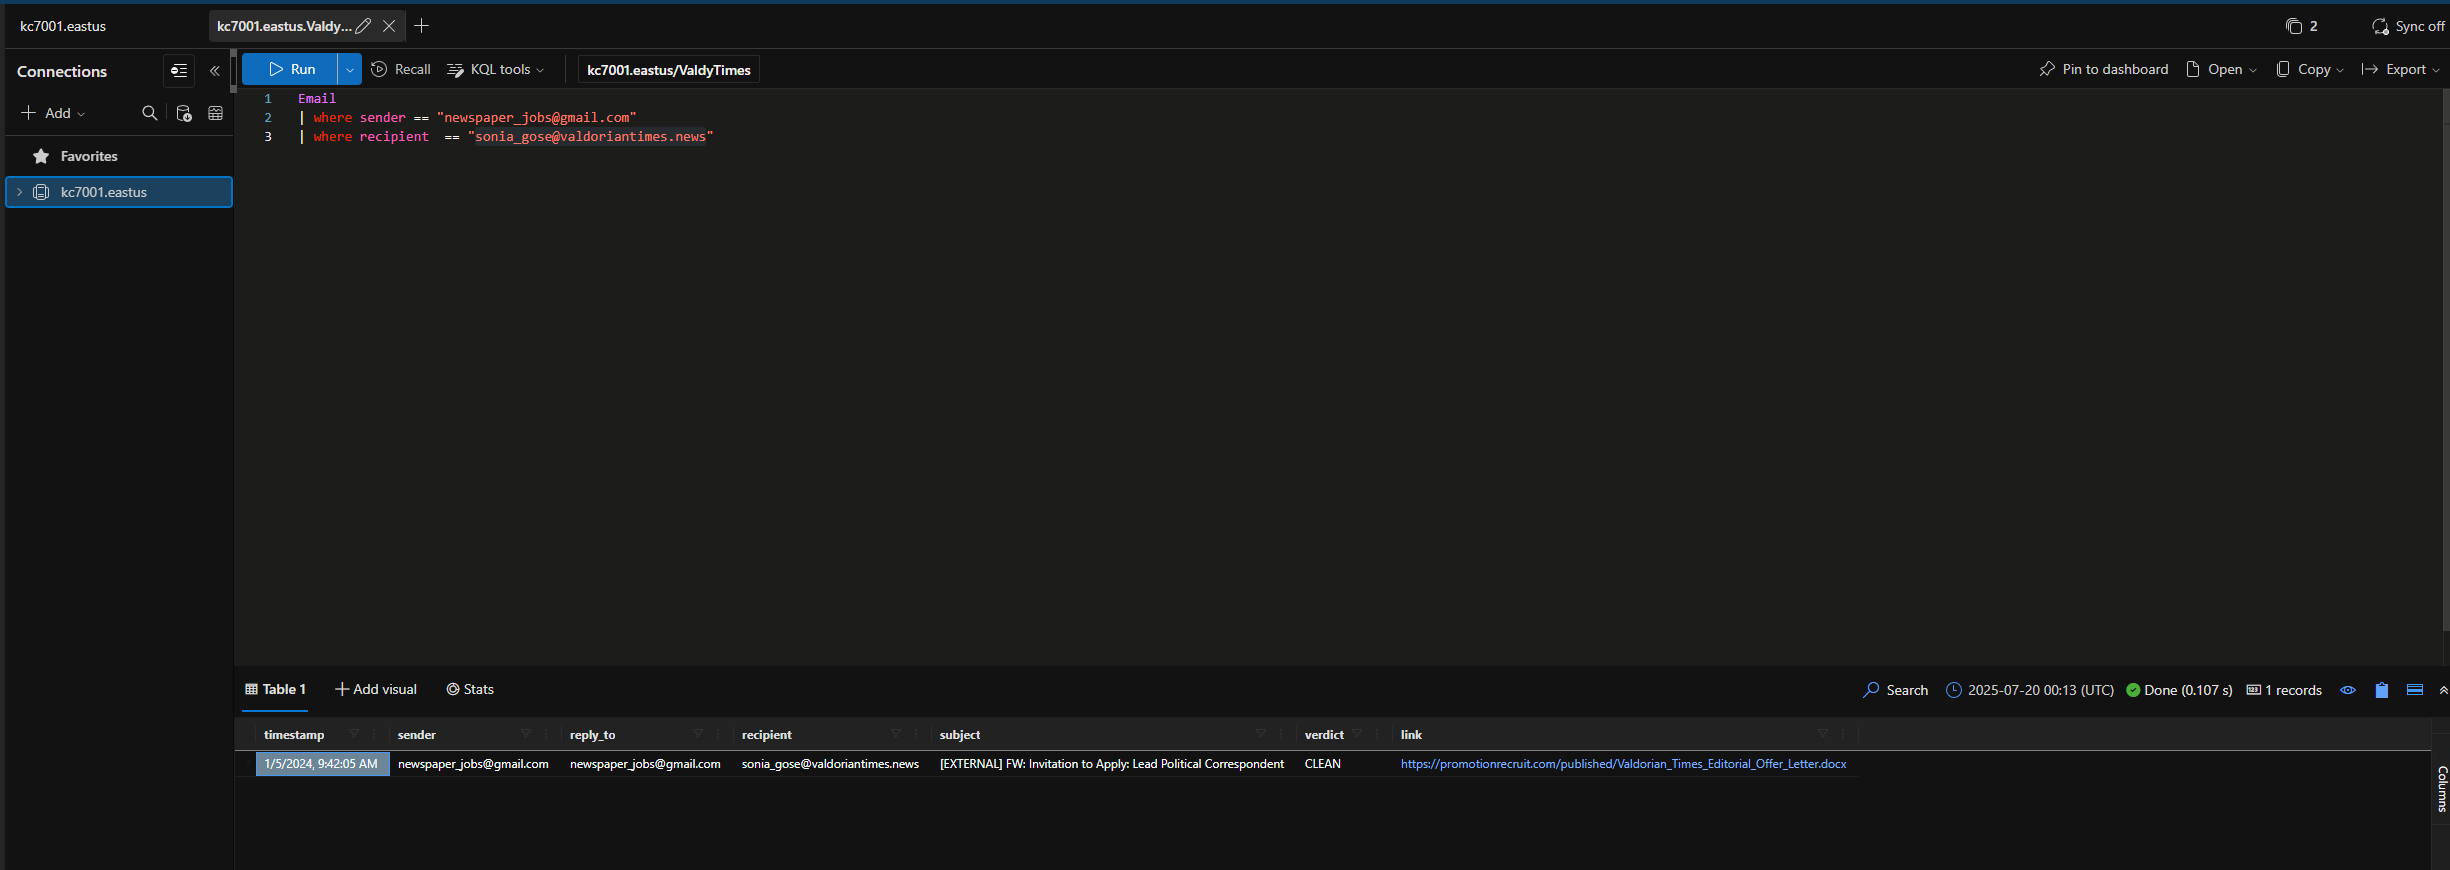 kc7001.eastus
kc7001.eastus.Valdy...
2
Sync off
Connections
Run
Recall
KQL tools
kc7001.eastus/ValdyTimes
Pin to dashboard
Open
Copy
Export
Add
Favorites
kc7001.eastus
1 Email
2 | where sender == "newspaper_jobs@gmail.com"
3 | where recipient  == "sonia_gose@valdoriantimes.news"
Table 1
Add visual
Stats
Search
2025-07-20 00:13 (UTC)
Done (0.107 s)
1 records
timestamp sender reply_to recipient subject verdict link
1/5/2024, 9:42:05 AM newspaper_jobs@gmail.com newspaper_jobs@gmail.com sonia_gose@valdoriantimes.news [EXTERNAL] FW: Invitation to Apply: Lead Political Correspondent CLEAN https://promotionrecruit.com/published/Valdorian_Times_Editorial_Offer_Letter.docx
Columns